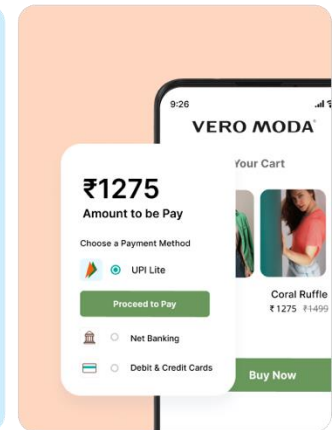 9:26
VERO MODA
Your Cart
₹1275
Amount to be Pay
Choose a Payment Method
UPI Lite
Proceed to Pay
Net Banking
Debit & Credit Cards
Coral Ruffle
₹ 1275 ₹1499
Buy Now